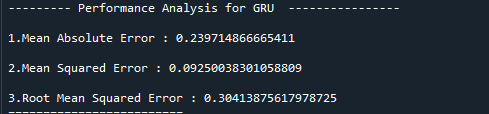 --------- Performance Analysis for GRU  ----------------
1.Mean Absolute Error : 0.239714866665411
2.Mean Squared Error : 0.09250038301058809
3.Root Mean Squared Error : 0.30413875617978725
=========================